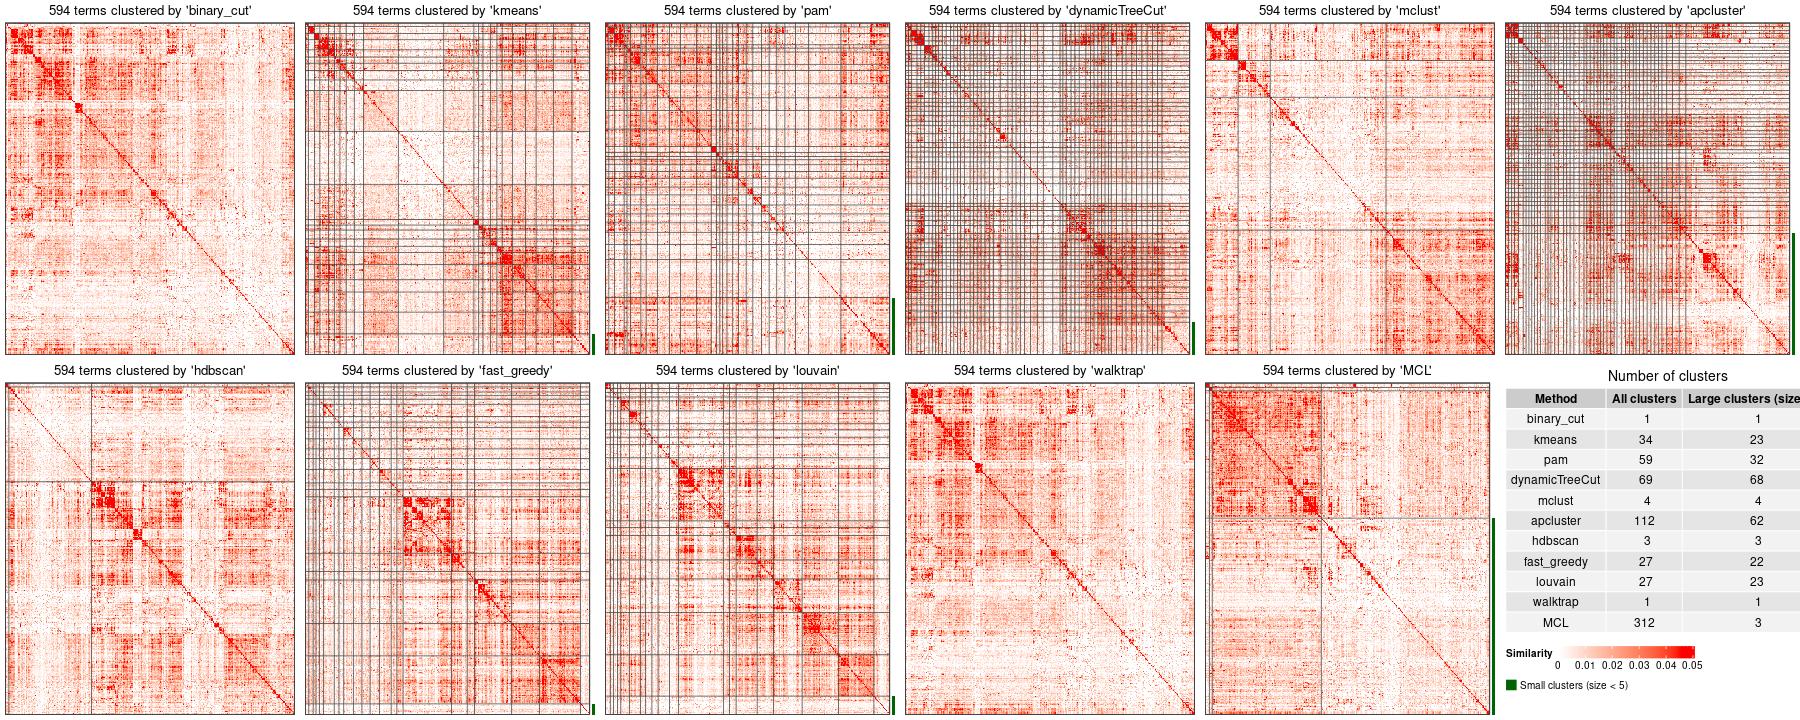 594 terms clustered by 'binary_cut'
594 terms clustered by 'kmeans'
594 terms clustered by 'pam'
594 terms clustered by 'dynamicTreeCut'
594 terms clustered by 'mclust'
594 terms clustered by 'apcluster'
594 terms clustered by 'hdbscan'
594 terms clustered by 'fast_greedy'
594 terms clustered by 'louvain'
594 terms clustered by 'walktrap'
594 terms clustered by 'MCL'
Number of clusters
Method All clusters Large clusters (size
binary_cut 1 1
kmeans 34 23
pam 59 32
dynamicTreeCut 69 68
mclust 4 4
apcluster 112 62
hdbscan 3 3
fast_greedy 27 22
louvain 27 23
walktrap 1 1
MCL 312 3
Similarity
0 0.01 0.02 0.03 0.04 0.05
Small clusters (size < 5)